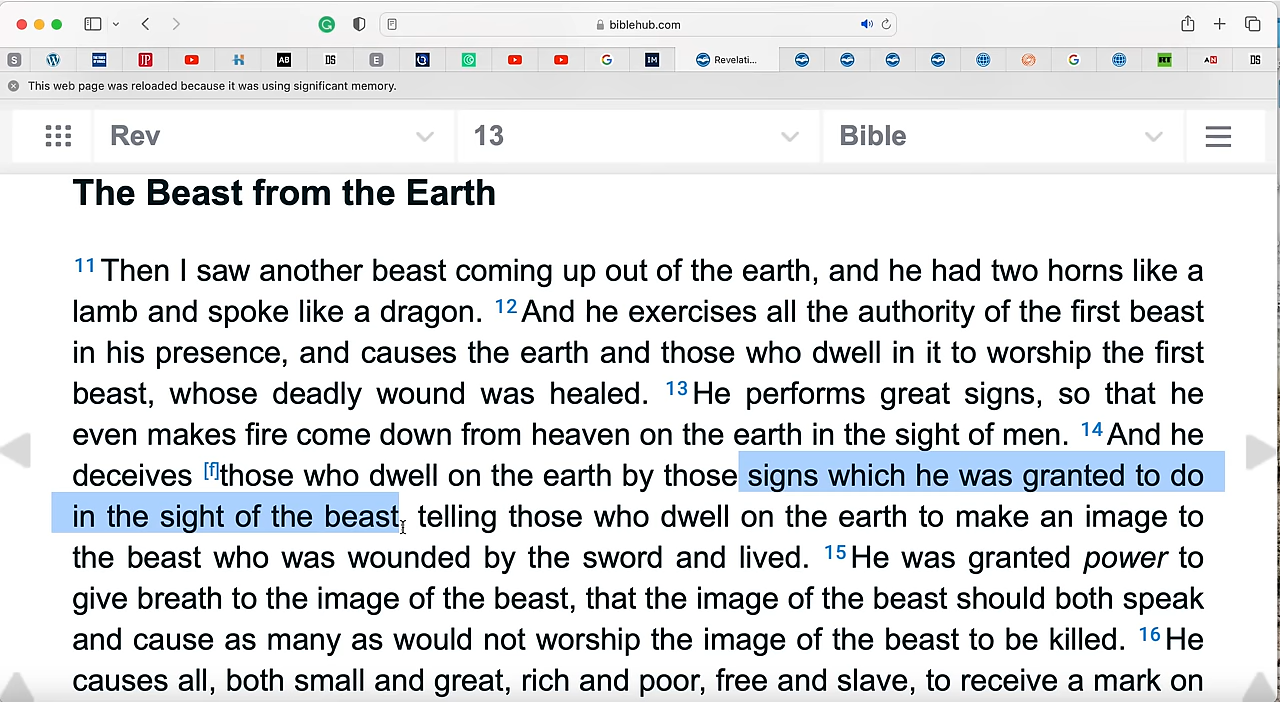 biblehub.com
S JP H AB DS E IM Revelati... RT AN DS
This web page was reloaded because it was using significant memory.
Rev 13 Bible
The Beast from the Earth
11 Then I saw another beast coming up out of the earth, and he had two horns like a
lamb and spoke like a dragon. 12 And he exercises all the authority of the first beast
in his presence, and causes the earth and those who dwell in it to worship the first
beast, whose deadly wound was healed. 13 He performs great signs, so that he
even makes fire come down from heaven on the earth in the sight of men. 14 And he
deceives [f]those who dwell on the earth by those signs which he was granted to do
in the sight of the beast, telling those who dwell on the earth to make an image to
the beast who was wounded by the sword and lived. 15 He was granted power to
give breath to the image of the beast, that the image of the beast should both speak
and cause as many as would not worship the image of the beast to be killed. 16 He
causes all, both small and great, rich and poor, free and slave, to receive a mark on